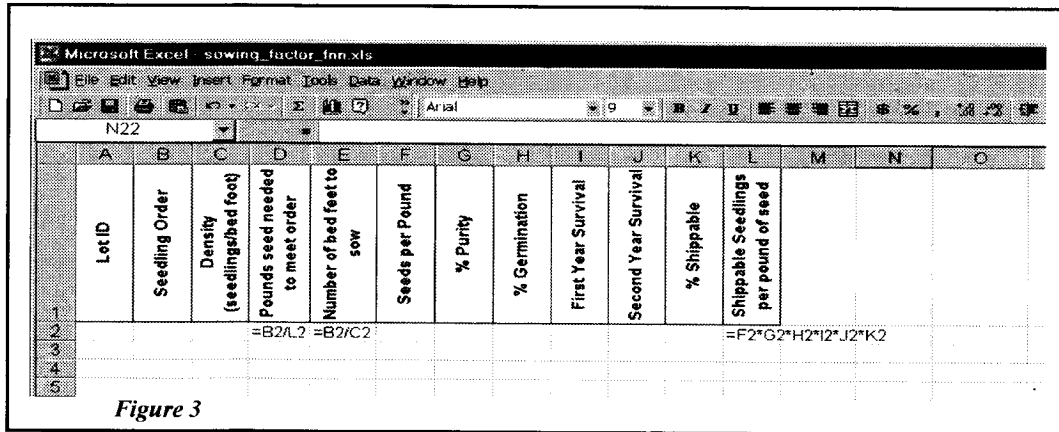 Microsoft Excel - sowing_factor_fnn.xls
File Edit View Insert Format Tools Data Window Help
Arial 9 B I U $ % ,
N22 =
A B C D E F G H I J K L M N O
1
Lot ID
Seedling Order
Density
(seedlings/bed foot)
Pounds seed needed
to meet order
Number of bed feet to
sow
Seeds per Pound
% Purity
% Germination
First Year Survival
Second Year Survival
% Shippable
Shippable Seedlings
per pound of seed
2 =B2/L2 =B2/C2 =F2*G2*H2*I2*J2*K2
3
4
5
Figure 3